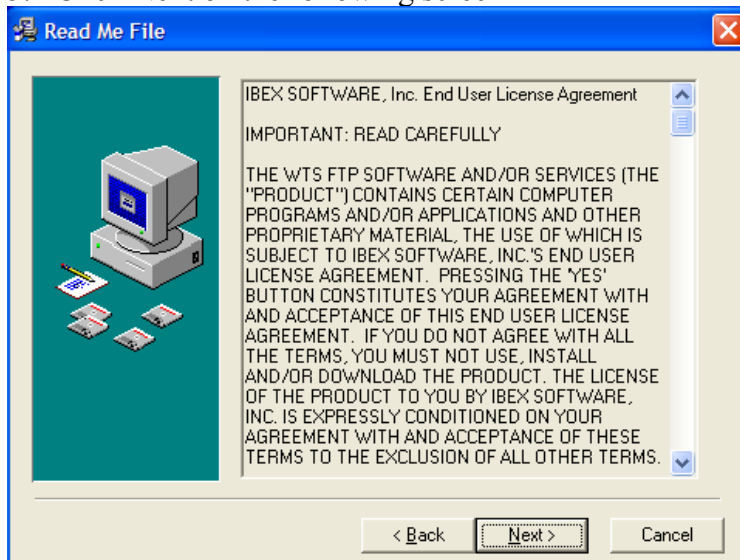 Read Me File
IBEX SOFTWARE, Inc. End User License Agreement
IMPORTANT: READ CAREFULLY
THE WTS FTP SOFTWARE AND/OR SERVICES (THE
"PRODUCT") CONTAINS CERTAIN COMPUTER
PROGRAMS AND/OR APPLICATIONS AND OTHER
PROPRIETARY MATERIAL, THE USE OF WHICH IS
SUBJECT TO IBEX SOFTWARE, INC.'S END USER
LICENSE AGREEMENT.  PRESSING THE 'YES'
BUTTON CONSTITUTES YOUR AGREEMENT WITH
AND ACCEPTANCE OF THIS END USER LICENSE
AGREEMENT.  IF YOU DO NOT AGREE WITH ALL
THE TERMS, YOU MUST NOT USE, INSTALL
AND/OR DOWNLOAD THE PRODUCT. THE LICENSE
OF THE PRODUCT TO YOU BY IBEX SOFTWARE,
INC. IS EXPRESSLY CONDITIONED ON YOUR
AGREEMENT WITH AND ACCEPTANCE OF THESE
TERMS TO THE EXCLUSION OF ALL OTHER TERMS.
< Back
Next >
Cancel